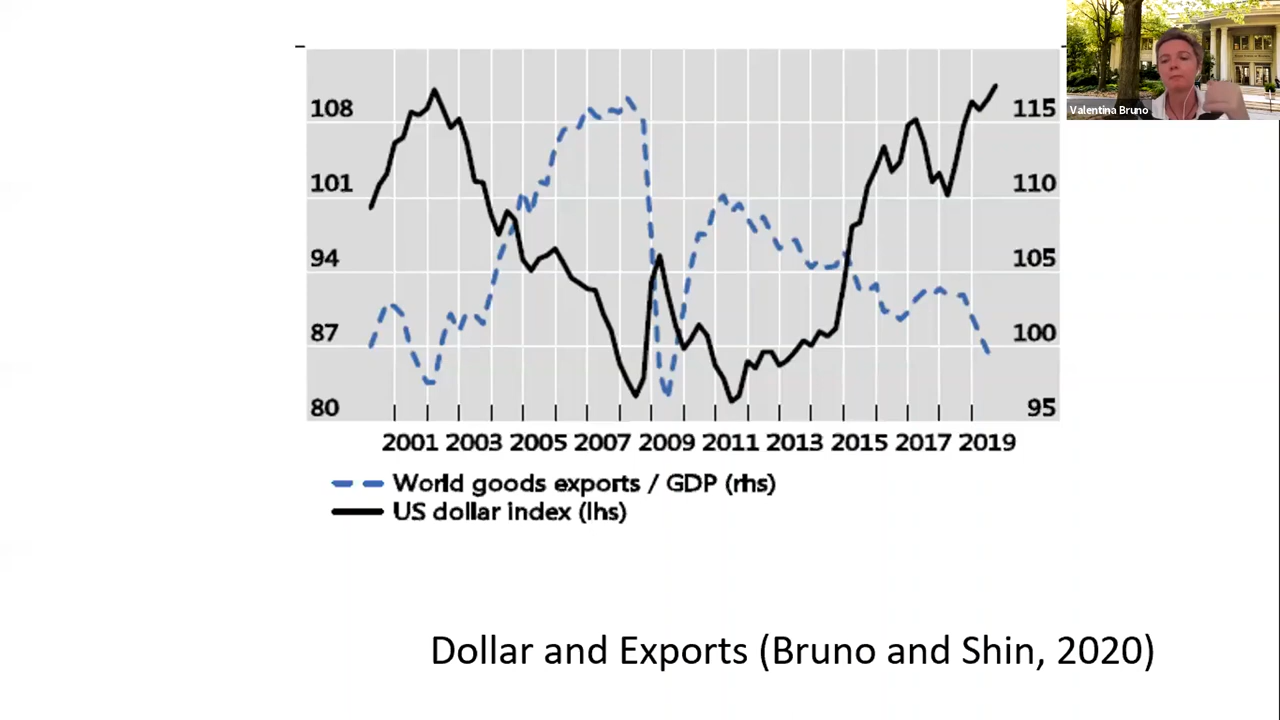 Valentina Bruno
108 115
101 110
94 105
87 100
80 95
2001 2003 2005 2007 2009 2011 2013 2015 2017 2019
World goods exports / GDP (rhs)
US dollar index (lhs)
Dollar and Exports (Bruno and Shin, 2020)